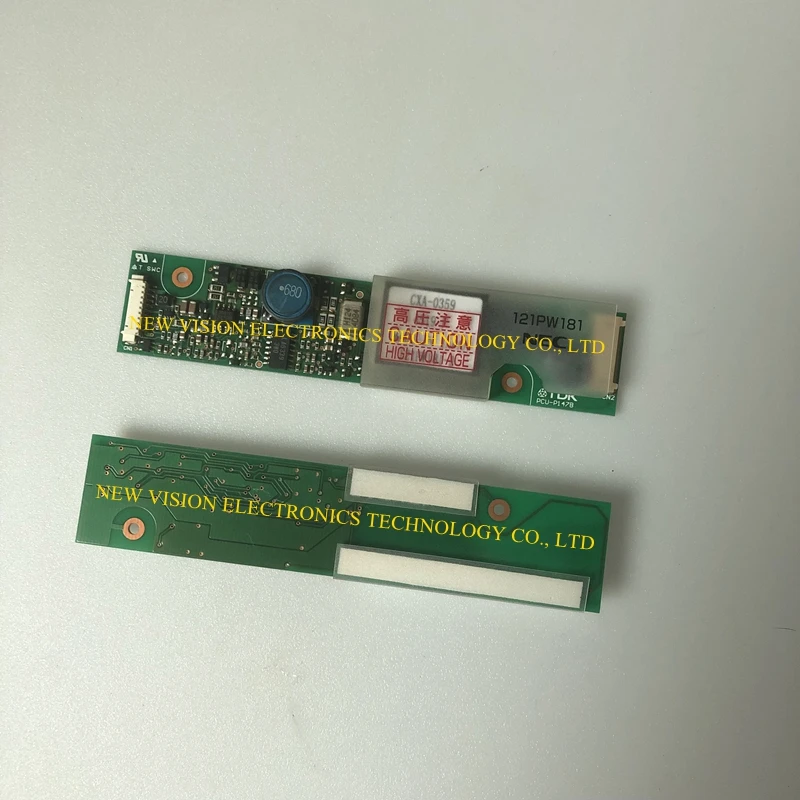 △T SWC
680
CXA-0359
高圧注意
HIGH VOLTAGE
121PW181
NEC
TDK
PCU-P147B
CN1
CN2
NEW VISION ELECTRONICS TECHNOLOGY CO., LTD
NEW VISION ELECTRONICS TECHNOLOGY CO., LTD